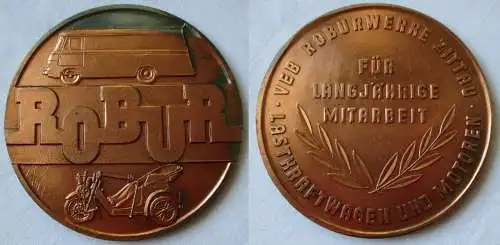 ROBUR
· VEB ROBURWERKE ZITTAU ·
FÜR
LANGJÄHRIGE
MITARBEIT
LASTKRAFTWAGEN UND MOTOREN